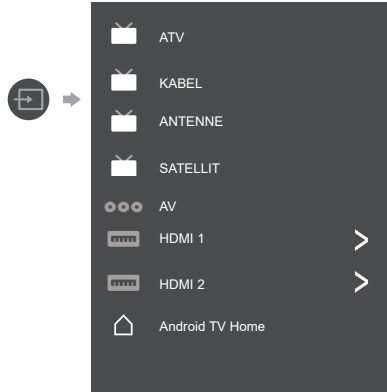 ATV
KABEL
ANTENNE
SATELLIT
AV
HDMI 1
HDMI 2
Android TV Home